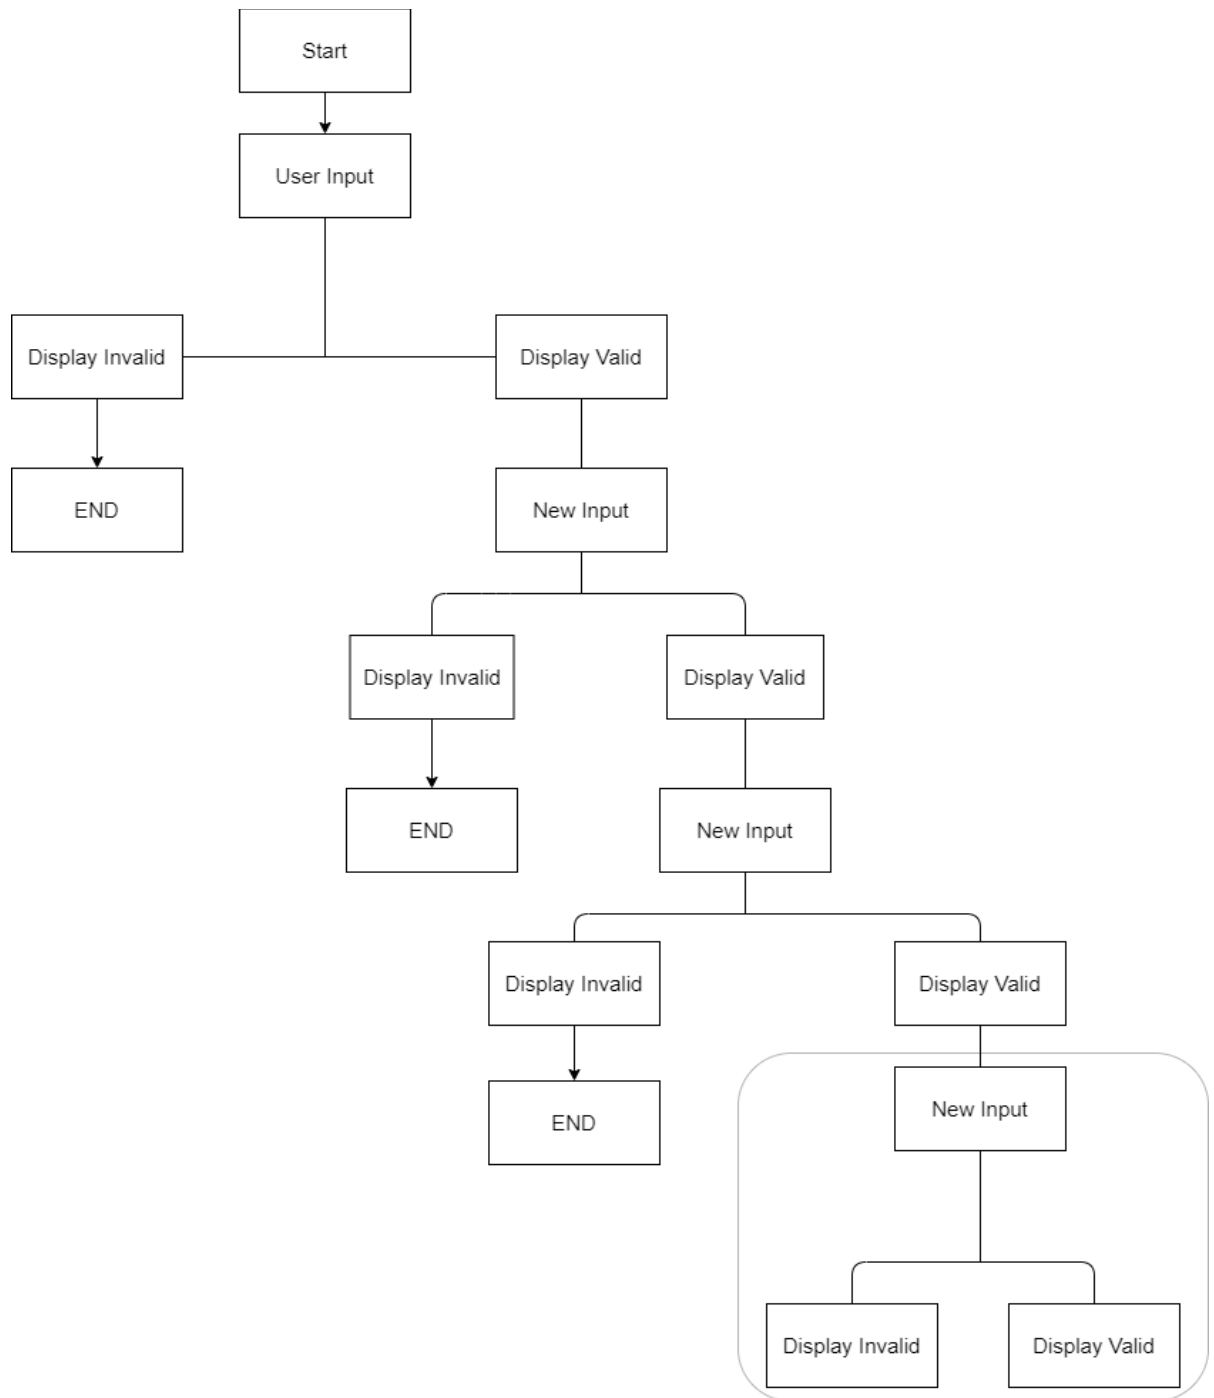 Start
User Input
Display Invalid
Display Valid
END
New Input
Display Invalid
Display Valid
END
New Input
Display Invalid
Display Valid
END
New Input
Display Invalid
Display Valid